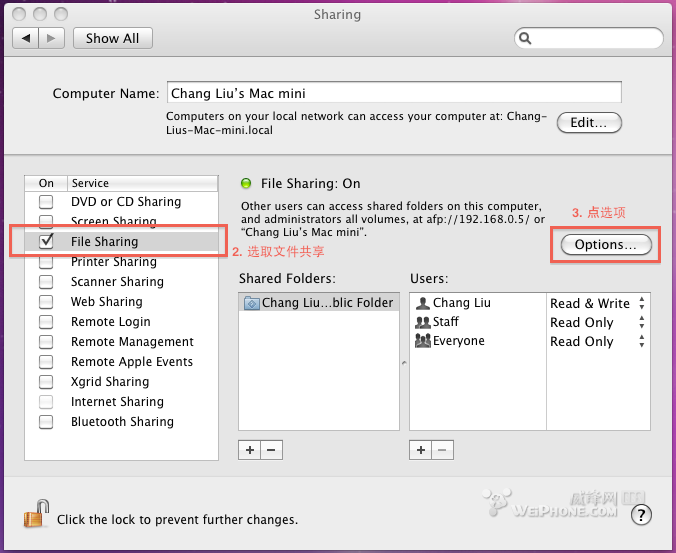 Sharing
Show All
Computer Name: Chang Liu's Mac mini
Computers on your local network can access your computer at: Chang-
Lius-Mac-mini.local
Edit...
On Service
DVD or CD Sharing
Screen Sharing
File Sharing
Printer Sharing
Scanner Sharing
Web Sharing
Remote Login
Remote Management
Remote Apple Events
Xgrid Sharing
Internet Sharing
Bluetooth Sharing
2. 选取文件共享
File Sharing: On
Other users can access shared folders on this computer,
and administrators all volumes, at afp://192.168.0.5/ or
“Chang Liu’s Mac mini”.
3. 点选项
Options...
Shared Folders:
Chang Liu...blic Folder
Users:
Chang Liu Read & Write
Staff Read Only
Everyone Read Only
Click the lock to prevent further changes.
威锋网
WEIPHONE.COM
?